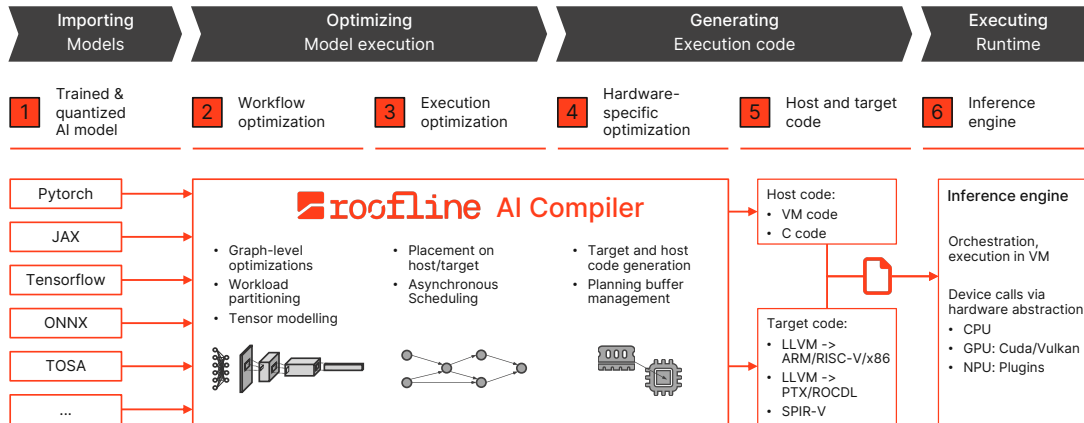 Importing
Models
Optimizing
Model execution
Generating
Execution code
Executing
Runtime
1
Trained &
quantized
AI model
2
Workflow
optimization
3
Execution
optimization
4
Hardware-
specific
optimization
5
Host and target
code
6
Inference
engine
Pytorch
JAX
Tensorflow
ONNX
TOSA
...
roofline AI Compiler
• Graph-level
optimizations
• Workload
partitioning
• Tensor modelling
• Placement on
host/target
• Asynchronous
Scheduling
• Target and host
code generation
• Planning buffer
management
Host code:
• VM code
• C code
Target code:
• LLVM ->
ARM/RISC-V/x86
• LLVM ->
PTX/ROCDL
• SPIR-V
Inference engine
Orchestration,
execution in VM
Device calls via
hardware abstraction
• CPU
• GPU: Cuda/Vulkan
• NPU: Plugins